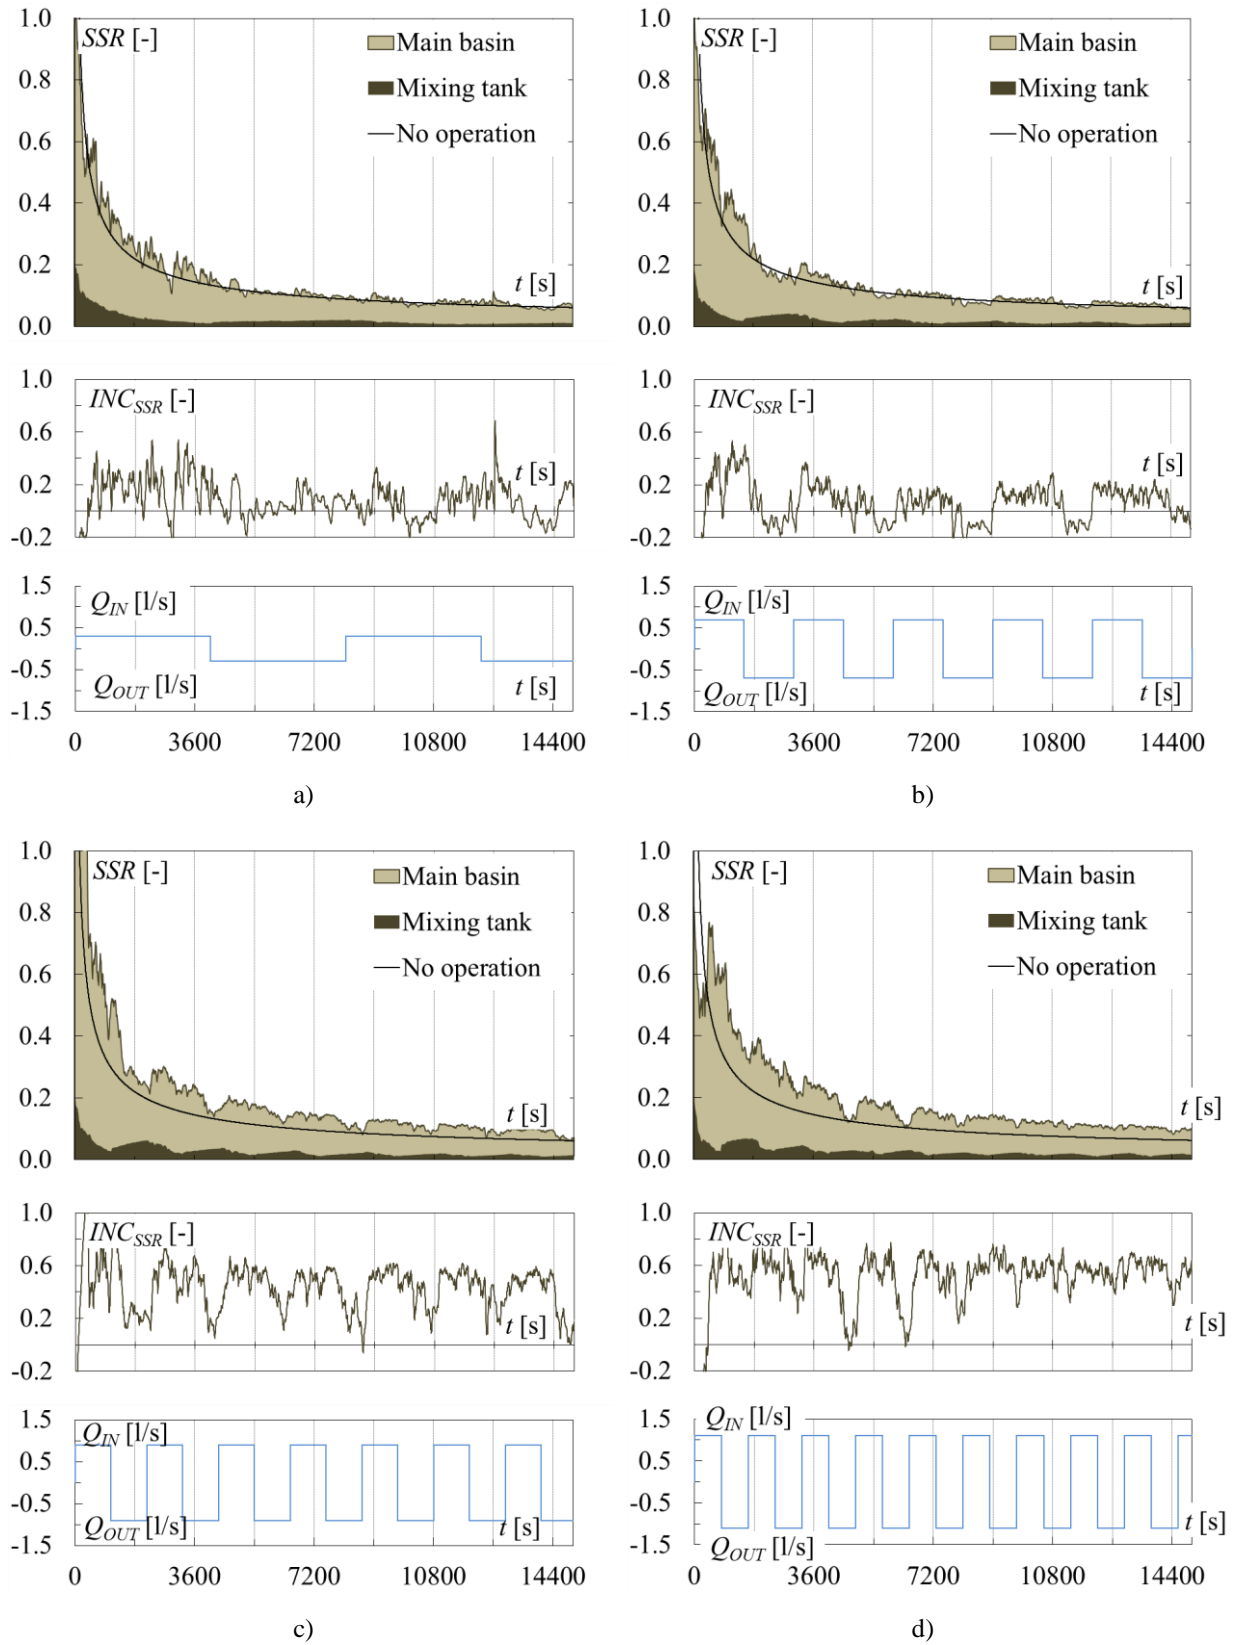 1.0
SSR [-]
Main basin
0.8
Mixing tank
0.6
No operation
0.4
0.2
t [s]
0.0
1.0
INC_SSR [-]
0.6
t [s]
0.2
-0.2
1.5
Q_IN [l/s]
0.5
-0.5
Q_OUT [l/s]
t [s]
-1.5
0 3600 7200 10800 14400
a)
1.0
SSR [-]
Main basin
0.8
Mixing tank
0.6
No operation
0.4
0.2
t [s]
0.0
1.0
INC_SSR [-]
0.6
t [s]
0.2
-0.2
1.5
Q_IN [l/s]
0.5
-0.5
Q_OUT [l/s]
t [s]
-1.5
0 3600 7200 10800 14400
b)
1.0
SSR [-]
Main basin
0.8
Mixing tank
0.6
No operation
0.4
0.2
t [s]
0.0
1.0
INC_SSR [-]
0.6
0.2
t [s]
-0.2
1.5
Q_IN [l/s]
0.5
-0.5
Q_OUT [l/s]
t [s]
-1.5
0 3600 7200 10800 14400
c)
1.0
SSR [-]
Main basin
0.8
Mixing tank
0.6
No operation
0.4
0.2
t [s]
0.0
1.0
INC_SSR [-]
0.6
0.2
t [s]
-0.2
1.5
Q_IN [l/s]
0.5
-0.5
t [s]
-1.5
Q_OUT [l/s]
0 3600 7200 10800 14400
d)